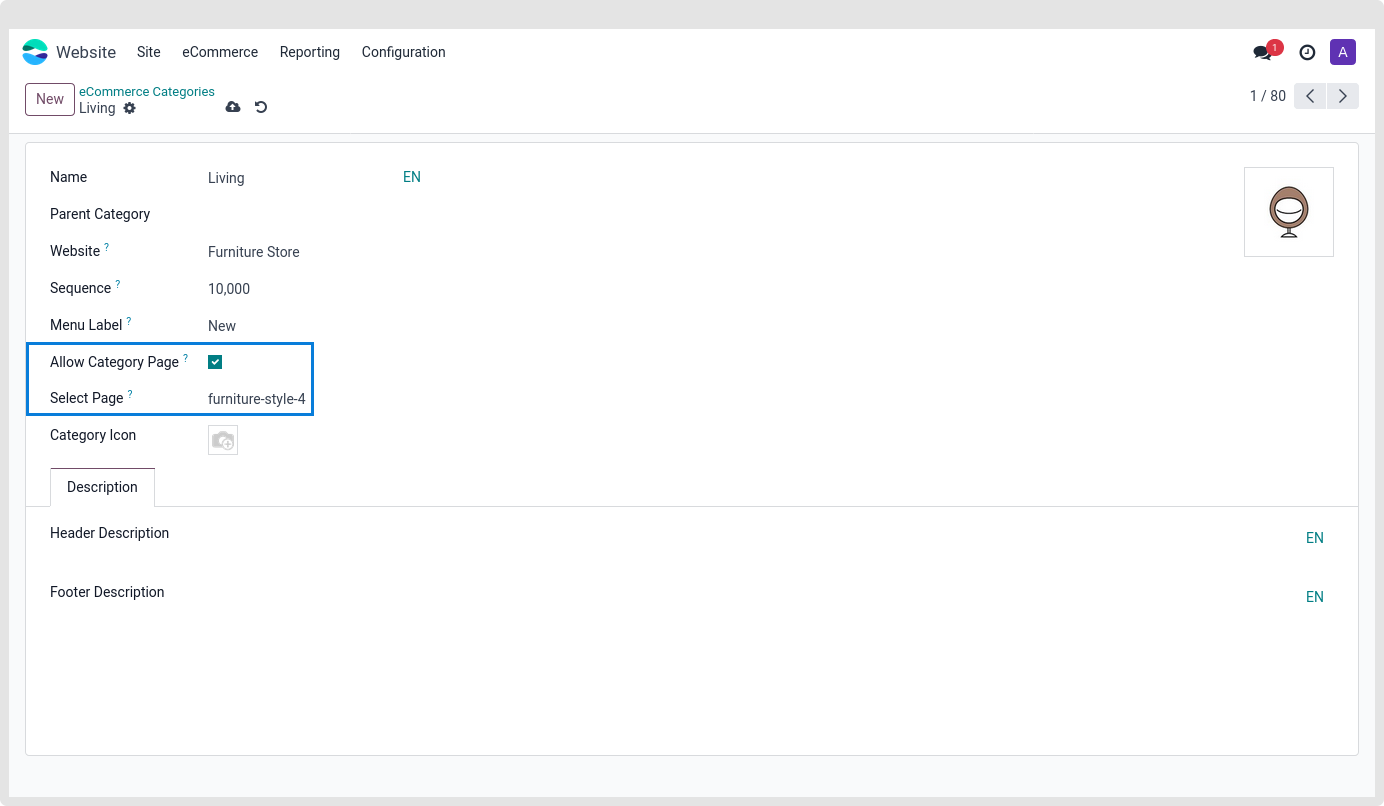 Website Site eCommerce Reporting Configuration 1 A
New eCommerce Categories
Living 1 / 80
Name Living EN
Parent Category
Website ? Furniture Store
Sequence ? 10,000
Menu Label ? New
Allow Category Page ?
Select Page ? furniture-style-4
Category Icon
Description
Header Description EN
Footer Description EN